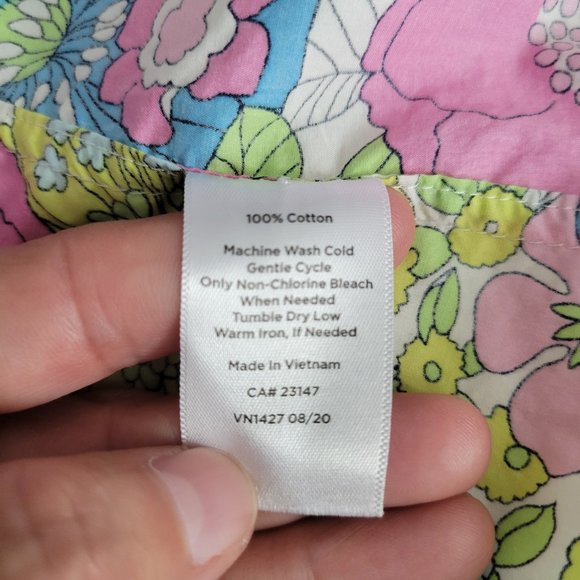 100% Cotton
Machine Wash Cold
Gentle Cycle
Only Non-Chlorine Bleach
When Needed
Tumble Dry Low
Warm Iron, If Needed
Made In Vietnam
CA# 23147
VN1427 08/20